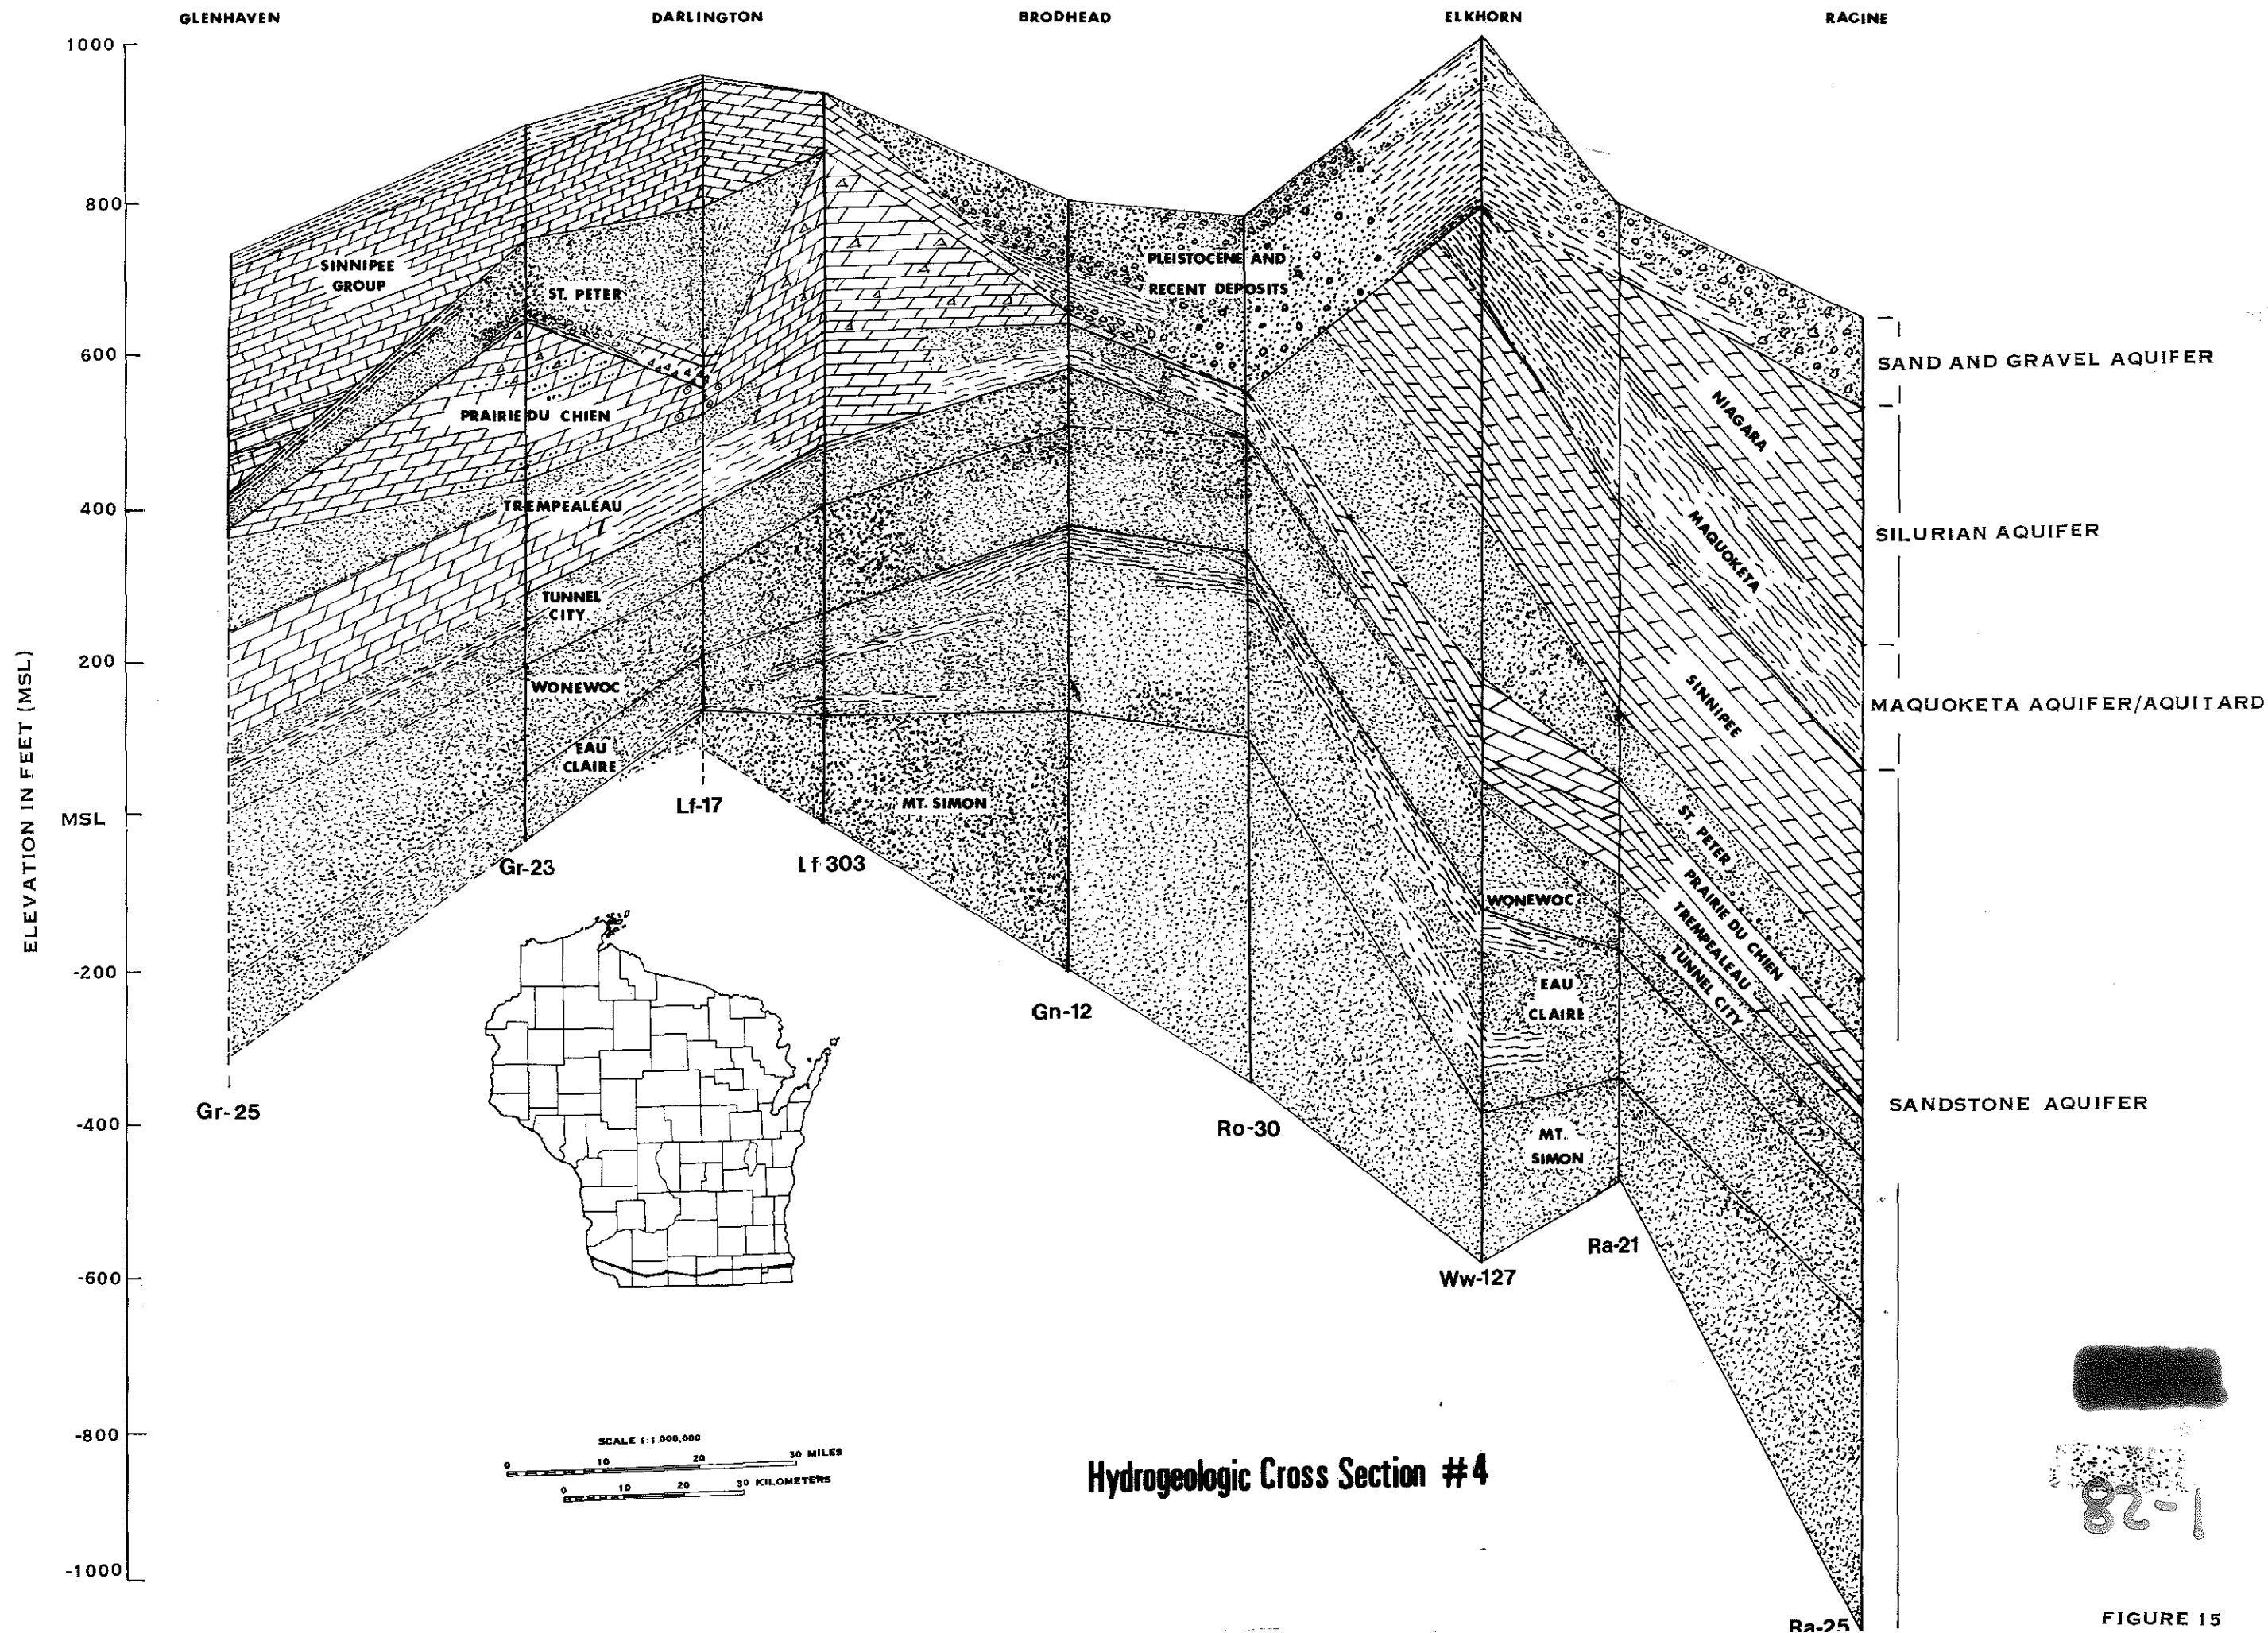 GLENHAVEN
DARLINGTON
BRODHEAD
ELKHORN
RACINE
1000
800
600
400
200
MSL
-200
-400
-600
-800
-1000
ELEVATION IN FEET (MSL)
SINNIPEE
GROUP
ST. PETER
PRAIRIE DU CHIEN
TREMPEALEAU
TUNNEL
CITY
WONEWOC
EAU
CLAIRE
MT. SIMON
PLEISTOCENE AND
RECENT DEPOSITS
NIAGARA
MAQUOKETA
SINNIPEE
ST. PETER
PRAIRIE DU CHIEN
TREMPEALEAU
TUNNEL CITY
WONEWOC
EAU
CLAIRE
MT.
SIMON
SAND AND GRAVEL AQUIFER
SILURIAN AQUIFER
MAQUOKETA AQUIFER/AQUITARD
SANDSTONE AQUIFER
Gr-25
Gr-23
Lf-17
Lf 303
Gn-12
Ro-30
Ww-127
Ra-21
Ra-25
SCALE 1:1,000,000
0 10 20 30 MILES
0 10 20 30 KILOMETERS
Hydrogeologic Cross Section #4
82-1
FIGURE 15